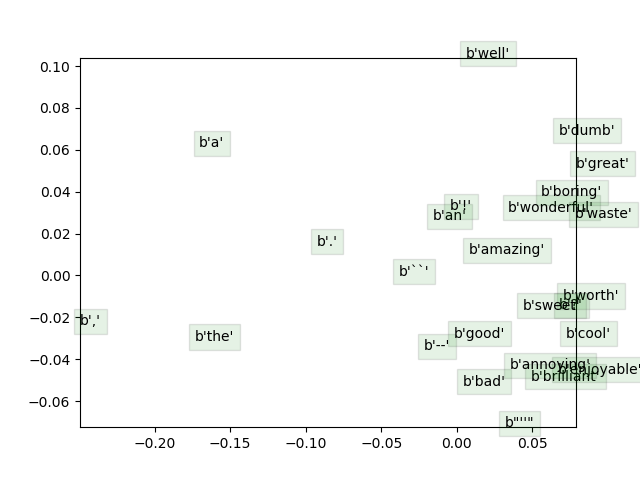 b'well'
0.10
0.08
b'dumb'
b'a'
0.06
b'great'
0.04
b'boring'
b'!'
b'wonderful'
b'an'
b'waste'
0.02
b'.'
b'amazing'
0.00
b'``'
b'worth'
b'sweet'
−0.02
b','
b'the'
b'good'
b'cool'
b'--'
−0.04
b'annoying'
b'enjoyable'
b'brilliant'
b'bad'
−0.06
b"''"
−0.20
−0.15
−0.10
−0.05
0.00
0.05